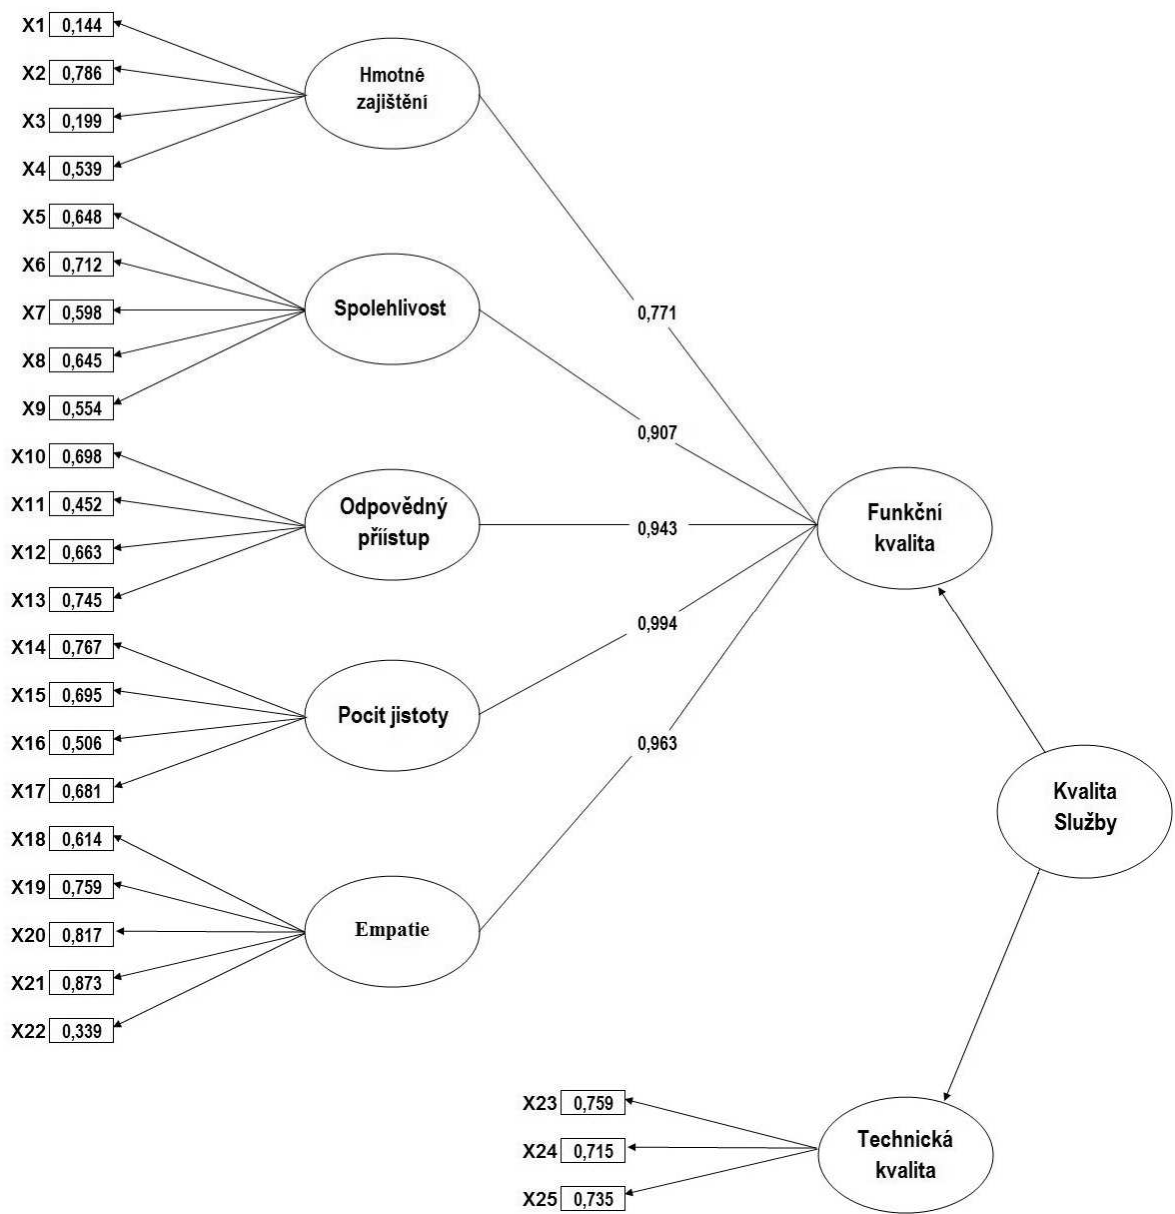 X1 0,144
X2 0,786
X3 0,199
X4 0,539
Hmotné
zajištění
X5 0,648
X6 0,712
X7 0,598
X8 0,645
X9 0,554
Spolehlivost
X10 0,698
X11 0,452
X12 0,663
X13 0,745
Odpovědný
příístup
X14 0,767
X15 0,695
X16 0,506
X17 0,681
Pocit jistoty
X18 0,614
X19 0,759
X20 0,817
X21 0,873
X22 0,339
Empatie
0,771
0,907
0,943
0,994
0,963
Funkční
kvalita
Kvalita
Služby
X23 0,759
X24 0,715
X25 0,735
Technická
kvalita